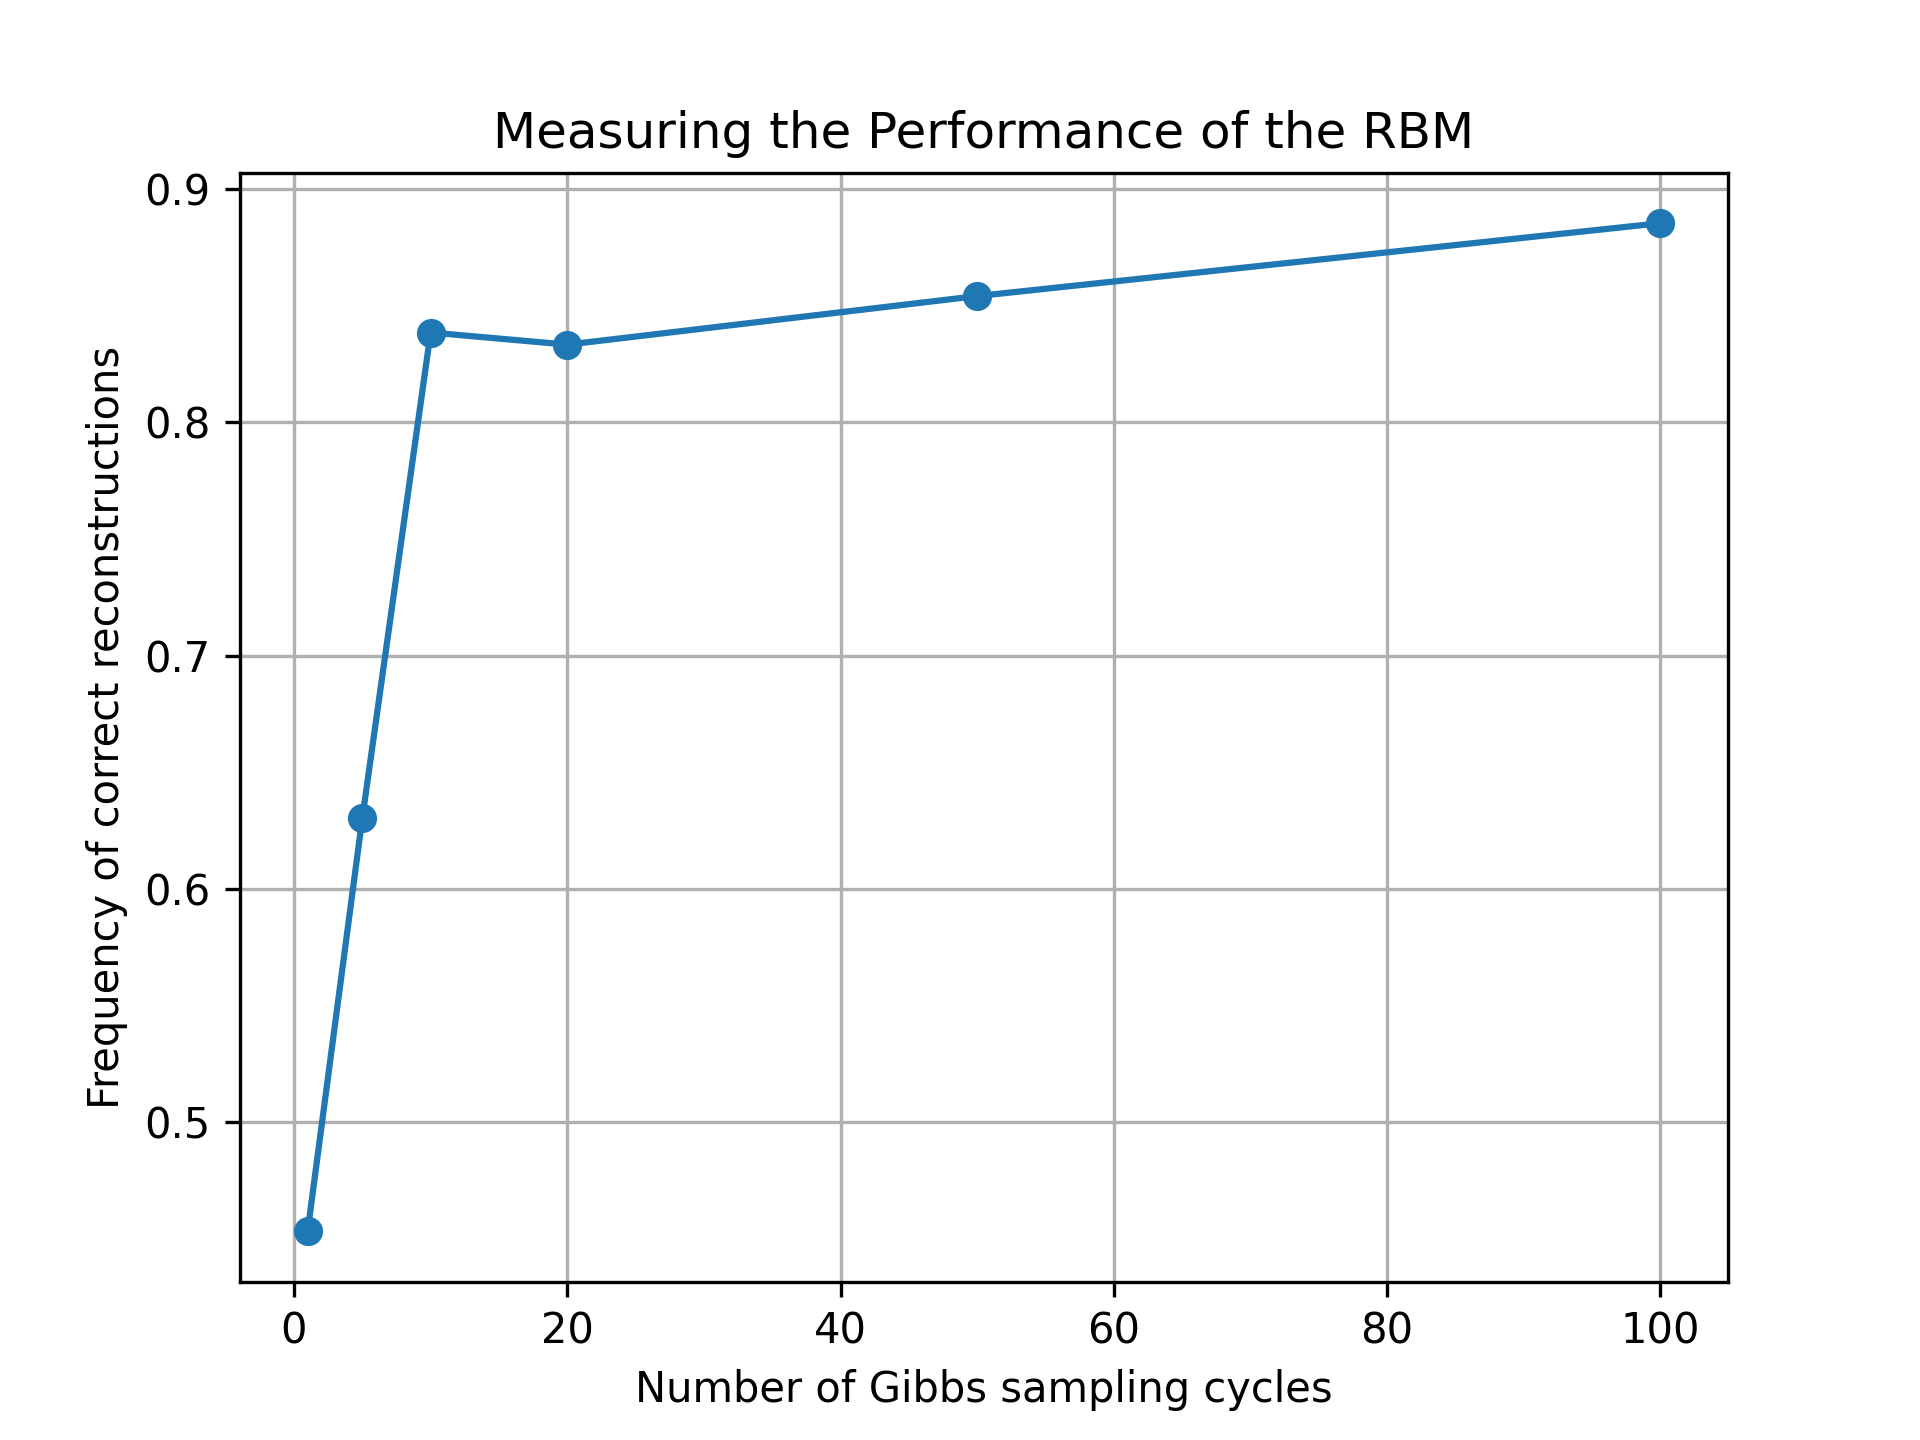 Measuring the Performance of the RBM
Frequency of correct reconstructions
0.9
0.8
0.7
0.6
0.5
0 20 40 60 80 100
Number of Gibbs sampling cycles